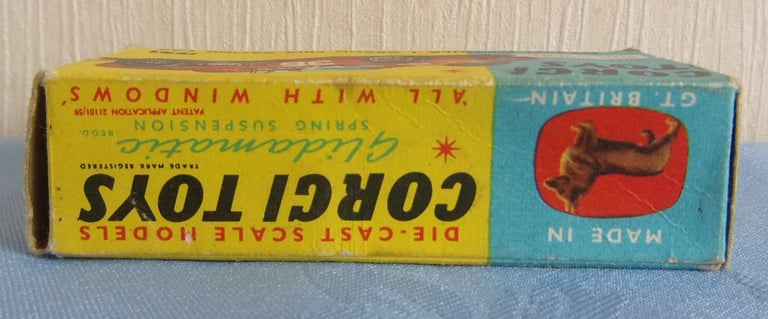 DIE-CAST SCALE MODELS
CORGI TOYS
TRADE MARK REGISTERED
Glidamatic REGD.
SPRING SUSPENSION
PATENT APPLICATION 21101/59
'ALL WITH WINDOWS'
MADE IN
GT. BRITAIN
CORGI
TOYS